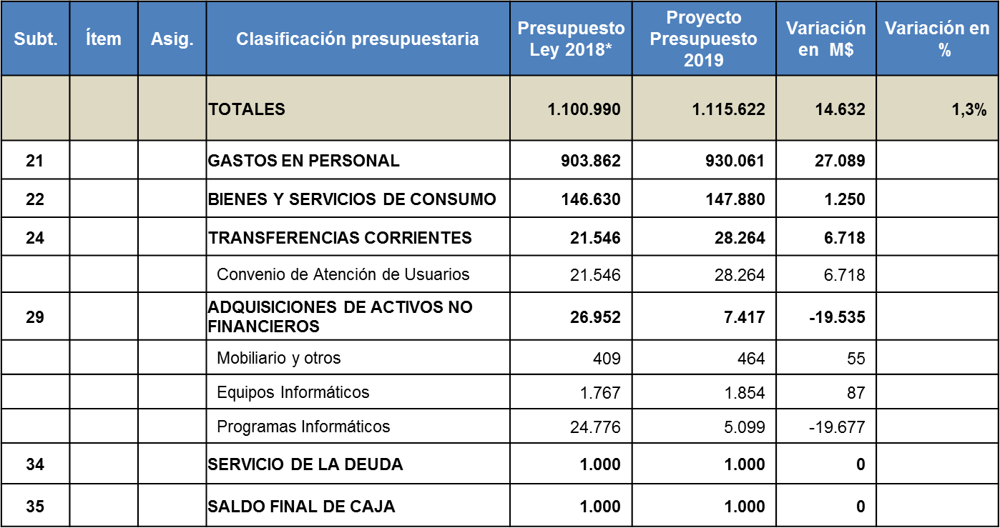 Subt. Ítem Asig. Clasificación presupuestaria Presupuesto Ley 2018* Proyecto Presupuesto 2019 Variación en M$ Variación en %
TOTALES 1.100.990 1.115.622 14.632 1,3%
21 GASTOS EN PERSONAL 903.862 930.061 27.089
22 BIENES Y SERVICIOS DE CONSUMO 146.630 147.880 1.250
24 TRANSFERENCIAS CORRIENTES 21.546 28.264 6.718
Convenio de Atención de Usuarios 21.546 28.264 6.718
29 ADQUISICIONES DE ACTIVOS NO FINANCIEROS 26.952 7.417 -19.535
Mobiliario y otros 409 464 55
Equipos Informáticos 1.767 1.854 87
Programas Informáticos 24.776 5.099 -19.677
34 SERVICIO DE LA DEUDA 1.000 1.000 0
35 SALDO FINAL DE CAJA 1.000 1.000 0